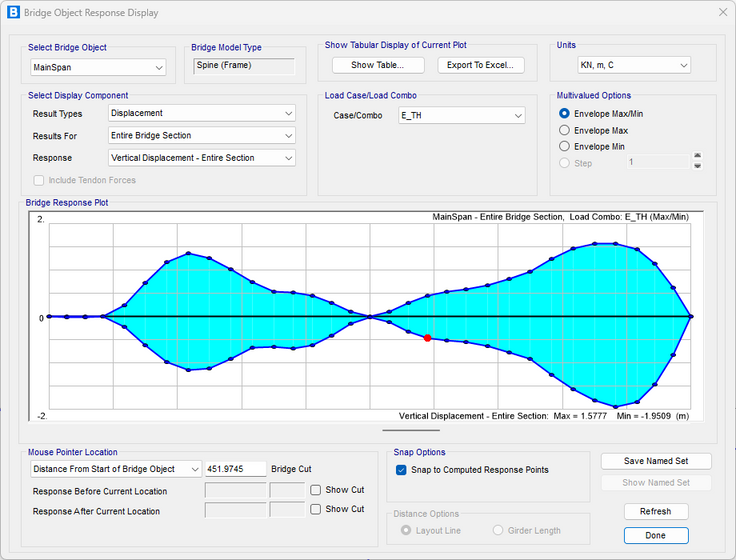 B Bridge Object Response Display
Select Bridge Object
MainSpan
Bridge Model Type
Spine (Frame)
Show Tabular Display of Current Plot
Show Table...
Export To Excel...
Units
KN, m, C
Select Display Component
Result Types
Displacement
Results For
Entire Bridge Section
Response
Vertical Displacement - Entire Section
Include Tendon Forces
Load Case/Load Combo
Case/Combo
E_TH
Multivalued Options
Envelope Max/Min
Envelope Max
Envelope Min
Step
1
Bridge Response Plot
2.
MainSpan - Entire Bridge Section, Load Combo: E_TH (Max/Min)
0
-2.
Vertical Displacement - Entire Section: Max = 1.5777 Min = -1.9509 (m)
Mouse Pointer Location
Distance From Start of Bridge Object
451.9745
Bridge Cut
Response Before Current Location
Show Cut
Response After Current Location
Show Cut
Snap Options
Snap to Computed Response Points
Distance Options
Layout Line
Girder Length
Save Named Set
Show Named Set
Refresh
Done